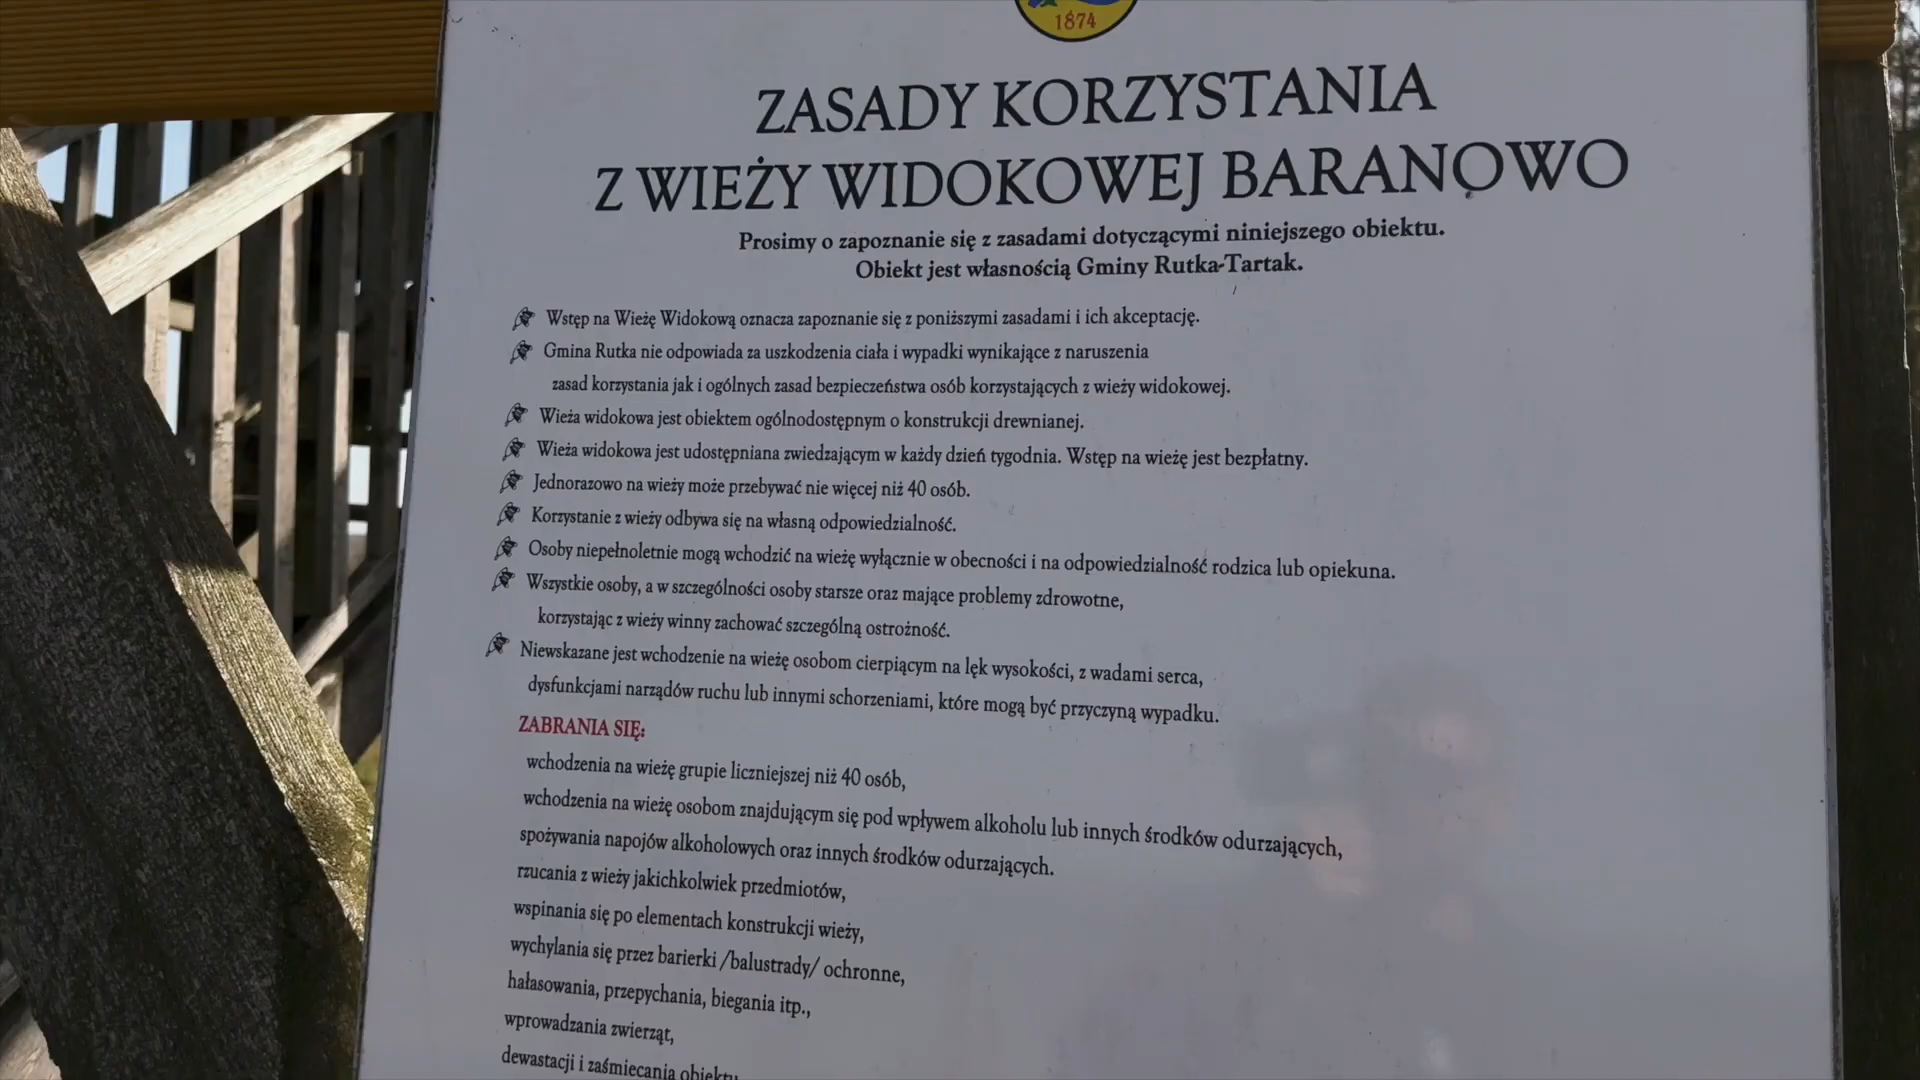 1874
ZASADY KORZYSTANIA
Z WIEŻY WIDOKOWEJ BARANOWO
Prosimy o zapoznanie się z zasadami dotyczącymi niniejszego obiektu.
Obiekt jest własnością Gminy Rutka-Tartak.
Wstęp na Wieżę Widokową oznacza zapoznanie się z poniższymi zasadami i ich akceptację.
Gmina Rutka nie odpowiada za uszkodzenia ciała i wypadki wynikające z naruszenia
zasad korzystania jak i ogólnych zasad bezpieczeństwa osób korzystających z wieży widokowej.
Wieża widokowa jest obiektem ogólnodostępnym o konstrukcji drewnianej.
Wieża widokowa jest udostępniana zwiedzającym w każdy dzień tygodnia. Wstęp na wieżę jest bezpłatny.
Jednorazowo na wieży może przebywać nie więcej niż 40 osób.
Korzystanie z wieży odbywa się na własną odpowiedzialność.
Osoby niepełnoletnie mogą wchodzić na wieżę wyłącznie w obecności i na odpowiedzialność rodzica lub opiekuna.
Wszystkie osoby, a w szczególności osoby starsze oraz mające problemy zdrowotne,
korzystając z wieży winny zachować szczególną ostrożność.
Niewskazane jest wchodzenie na wieżę osobom cierpiącym na lęk wysokości, z wadami serca,
dysfunkcjami narządów ruchu lub innymi schorzeniami, które mogą być przyczyną wypadku.
ZABRANIA SIĘ:
wchodzenia na wieżę grupie liczniejszej niż 40 osób,
wchodzenia na wieżę osobom znajdującym się pod wpływem alkoholu lub innych środków odurzających,
spożywania napojów alkoholowych oraz innych środków odurzających.
rzucania z wieży jakichkolwiek przedmiotów,
wspinania się po elementach konstrukcji wieży,
wychylania się przez barierki /balustrady/ ochronne,
hałasowania, przepychania, biegania itp.,
wprowadzania zwierząt,
dewastacji i zaśmiecania obiektu